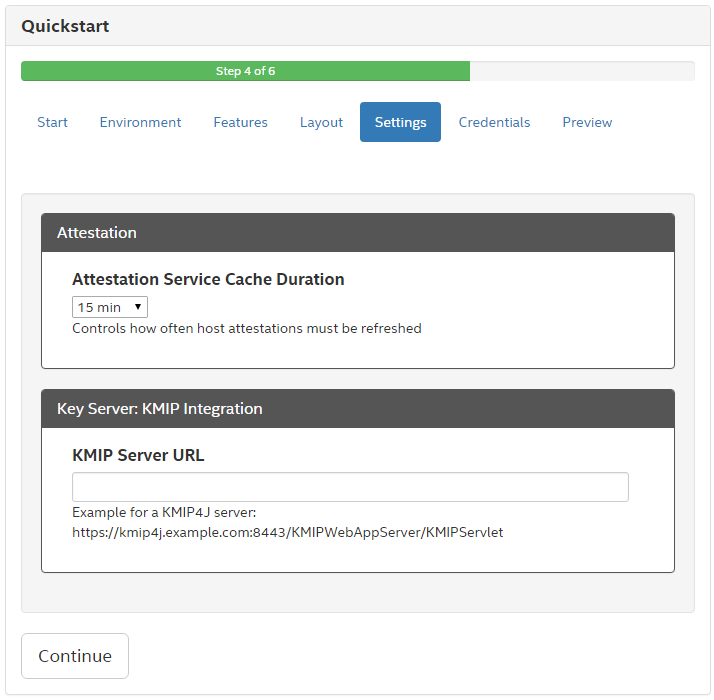 Quickstart
Step 4 of 6
Start Environment Features Layout Settings Credentials Preview
Attestation
Attestation Service Cache Duration
15 min
Controls how often host attestations must be refreshed
Key Server: KMIP Integration
KMIP Server URL
Example for a KMIP4J server:
https://kmip4j.example.com:8443/KMIPWebAppServer/KMIPServlet
Continue